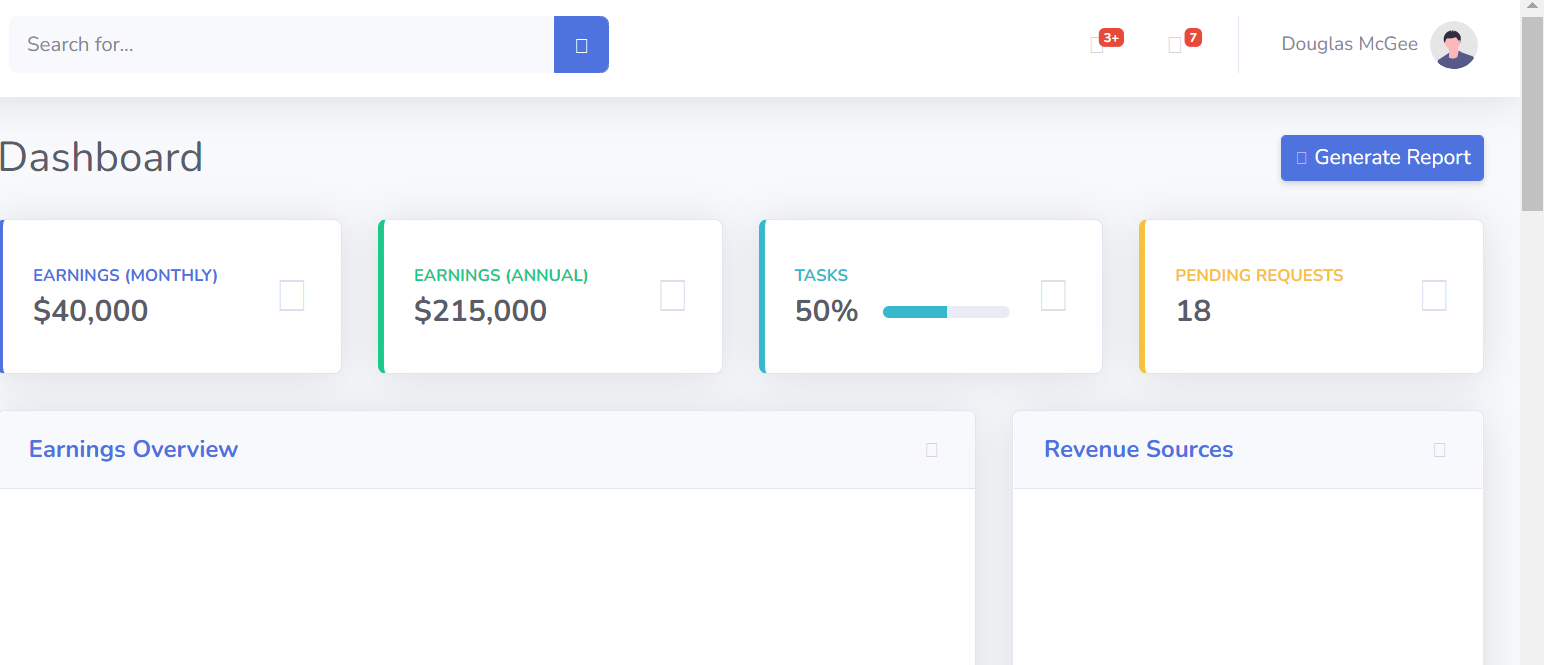 Search for...
3+
7
Douglas McGee
Dashboard
Generate Report
EARNINGS (MONTHLY)
$40,000
EARNINGS (ANNUAL)
$215,000
TASKS
50%
PENDING REQUESTS
18
Earnings Overview
Revenue Sources